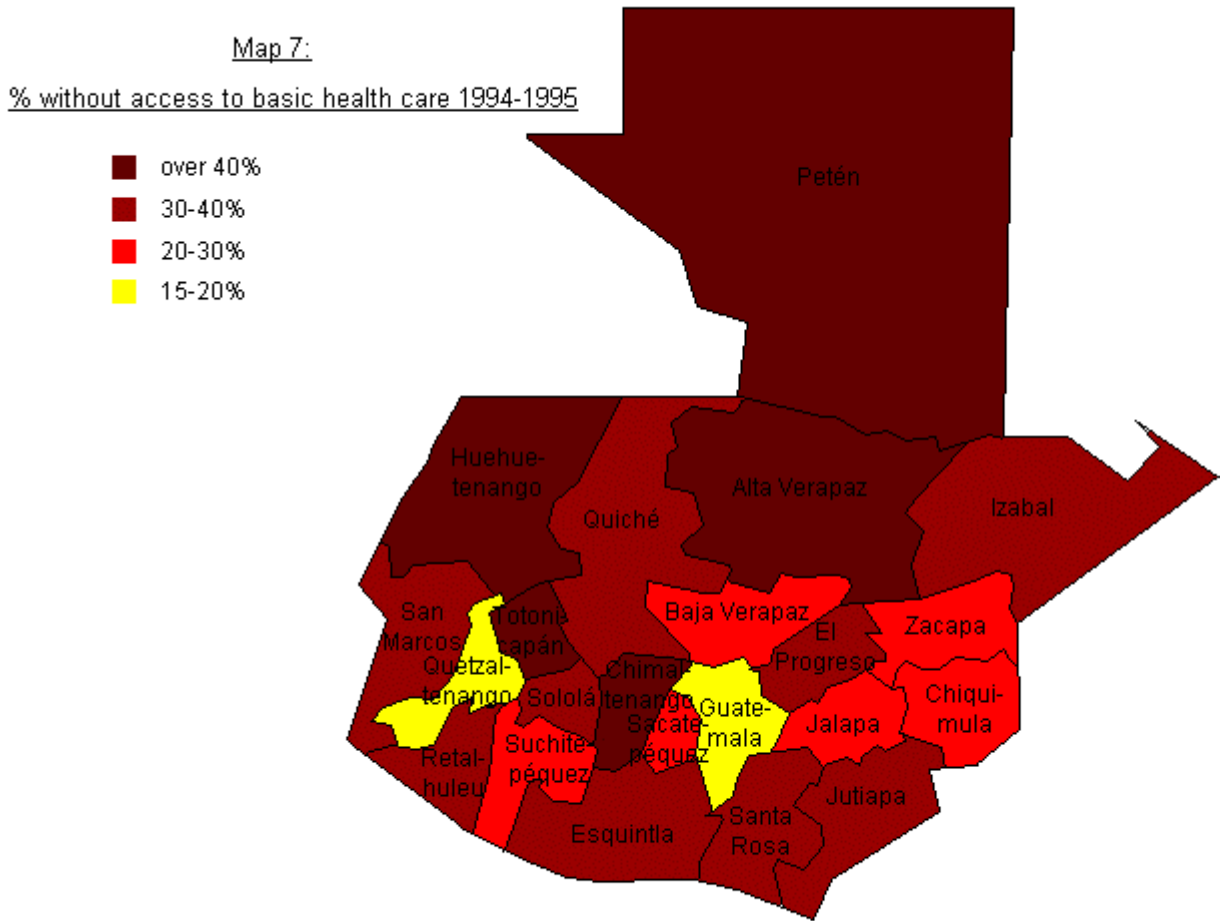 Map 7:
% without access to basic health care 1994-1995
over 40%
30-40%
20-30%
15-20%
Petén
Huehue-
tenango
Alta Verapaz
Quiché
Izabal
San
Marcos
Totoni-
capán
Baja Verapaz
El
Progreso
Zacapa
Quetzal-
tenango
Sololá
Chimal-
tenango
Chiqui-
mula
Guate-
mala
Jalapa
Sacate-
péquez
Suchite-
péquez
Retal-
huleu
Jutiapa
Esquintla
Santa
Rosa